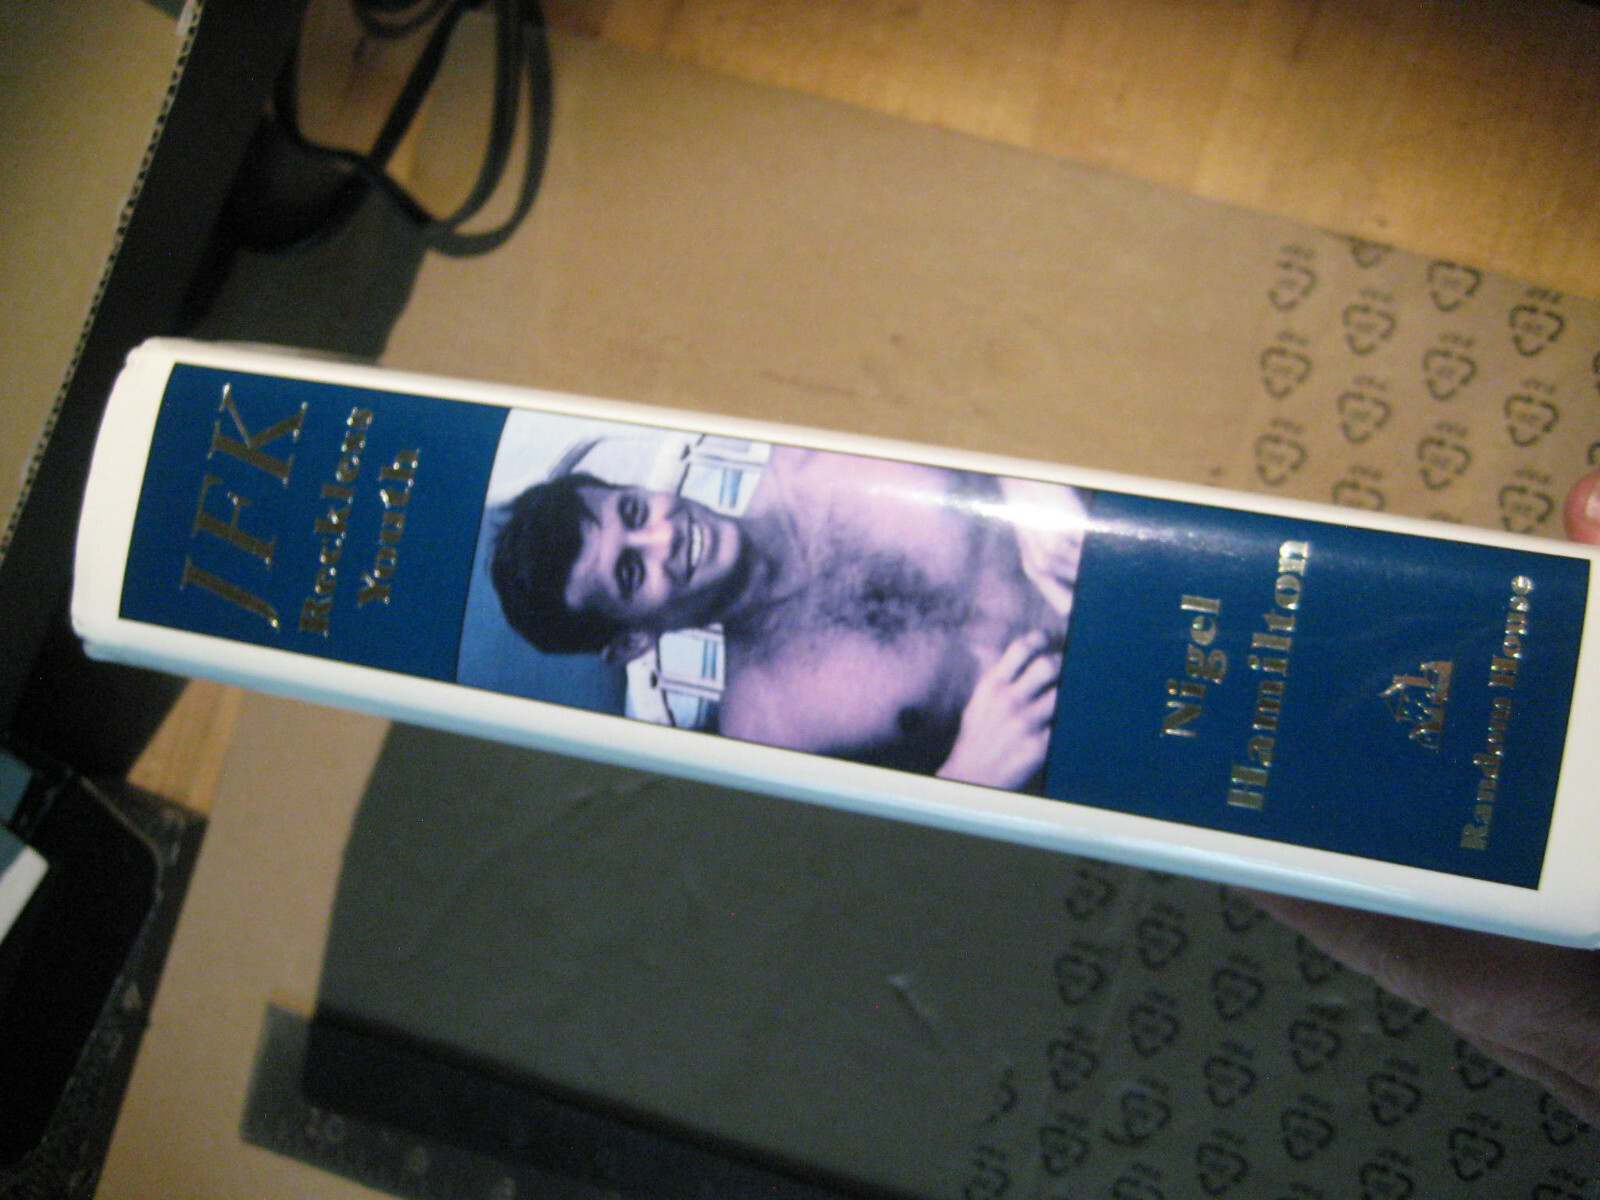 JFK
Reckless
Youth
Nigel
Hamilton
Random House